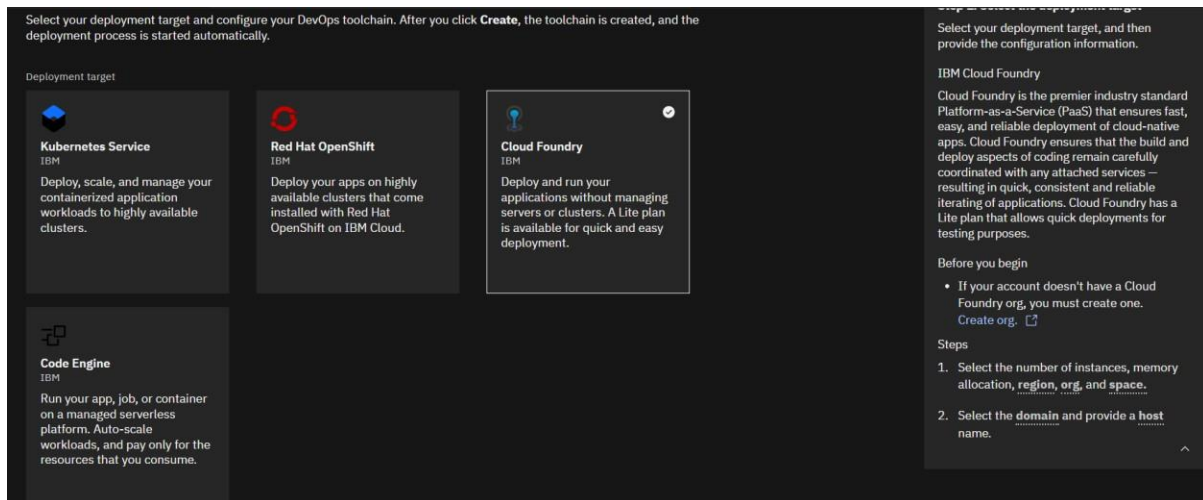 Select your deployment target and configure your DevOps toolchain. After you click Create, the toolchain is created, and the
deployment process is started automatically.
Deployment target
Kubernetes Service
IBM
Deploy, scale, and manage your
containerized application
workloads to highly available
clusters.
Red Hat OpenShift
IBM
Deploy your apps on highly
available clusters that come
installed with Red Hat
OpenShift on IBM Cloud.
Cloud Foundry
IBM
Deploy and run your
applications without managing
servers or clusters. A Lite plan
is available for quick and easy
deployment.
Code Engine
IBM
Run your app, job, or container
on a managed serverless
platform. Auto-scale
workloads, and pay only for the
resources that you consume.
Select the deployment target
Select your deployment target, and then
provide the configuration information.
IBM Cloud Foundry
Cloud Foundry is the premier industry standard
Platform-as-a-Service (PaaS) that ensures fast,
easy, and reliable deployment of cloud-native
apps. Cloud Foundry ensures that the build and
deploy aspects of coding remain carefully
coordinated with any attached services —
resulting in quick, consistent and reliable
iterating of applications. Cloud Foundry has a
Lite plan that allows quick deployments for
testing purposes.
Before you begin
• If your account doesn't have a Cloud
Foundry org, you must create one.
Create org.
Steps
1. Select the number of instances, memory
allocation, region, org, and space.
2. Select the domain and provide a host
name.